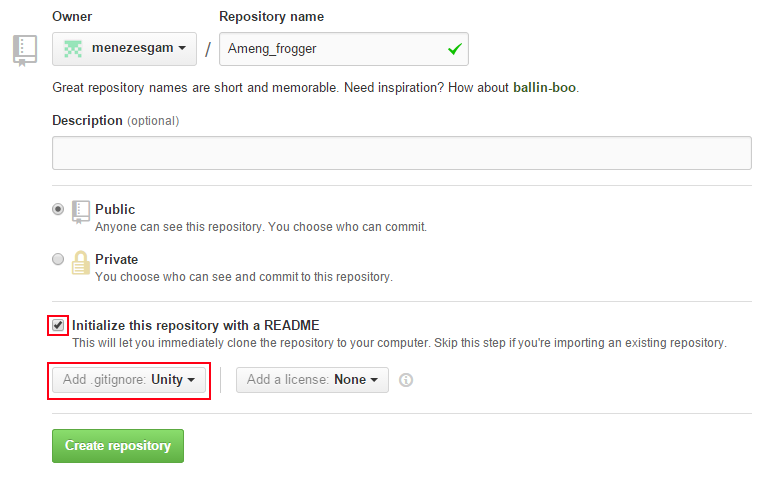 Owner Repository name
menezesgam / Ameng_frogger
Great repository names are short and memorable. Need inspiration? How about ballin-boo.
Description (optional)
Public
Anyone can see this repository. You choose who can commit.
Private
You choose who can see and commit to this repository.
Initialize this repository with a README
This will let you immediately clone the repository to your computer. Skip this step if you're importing an existing repository.
Add .gitignore: Unity Add a license: None
Create repository